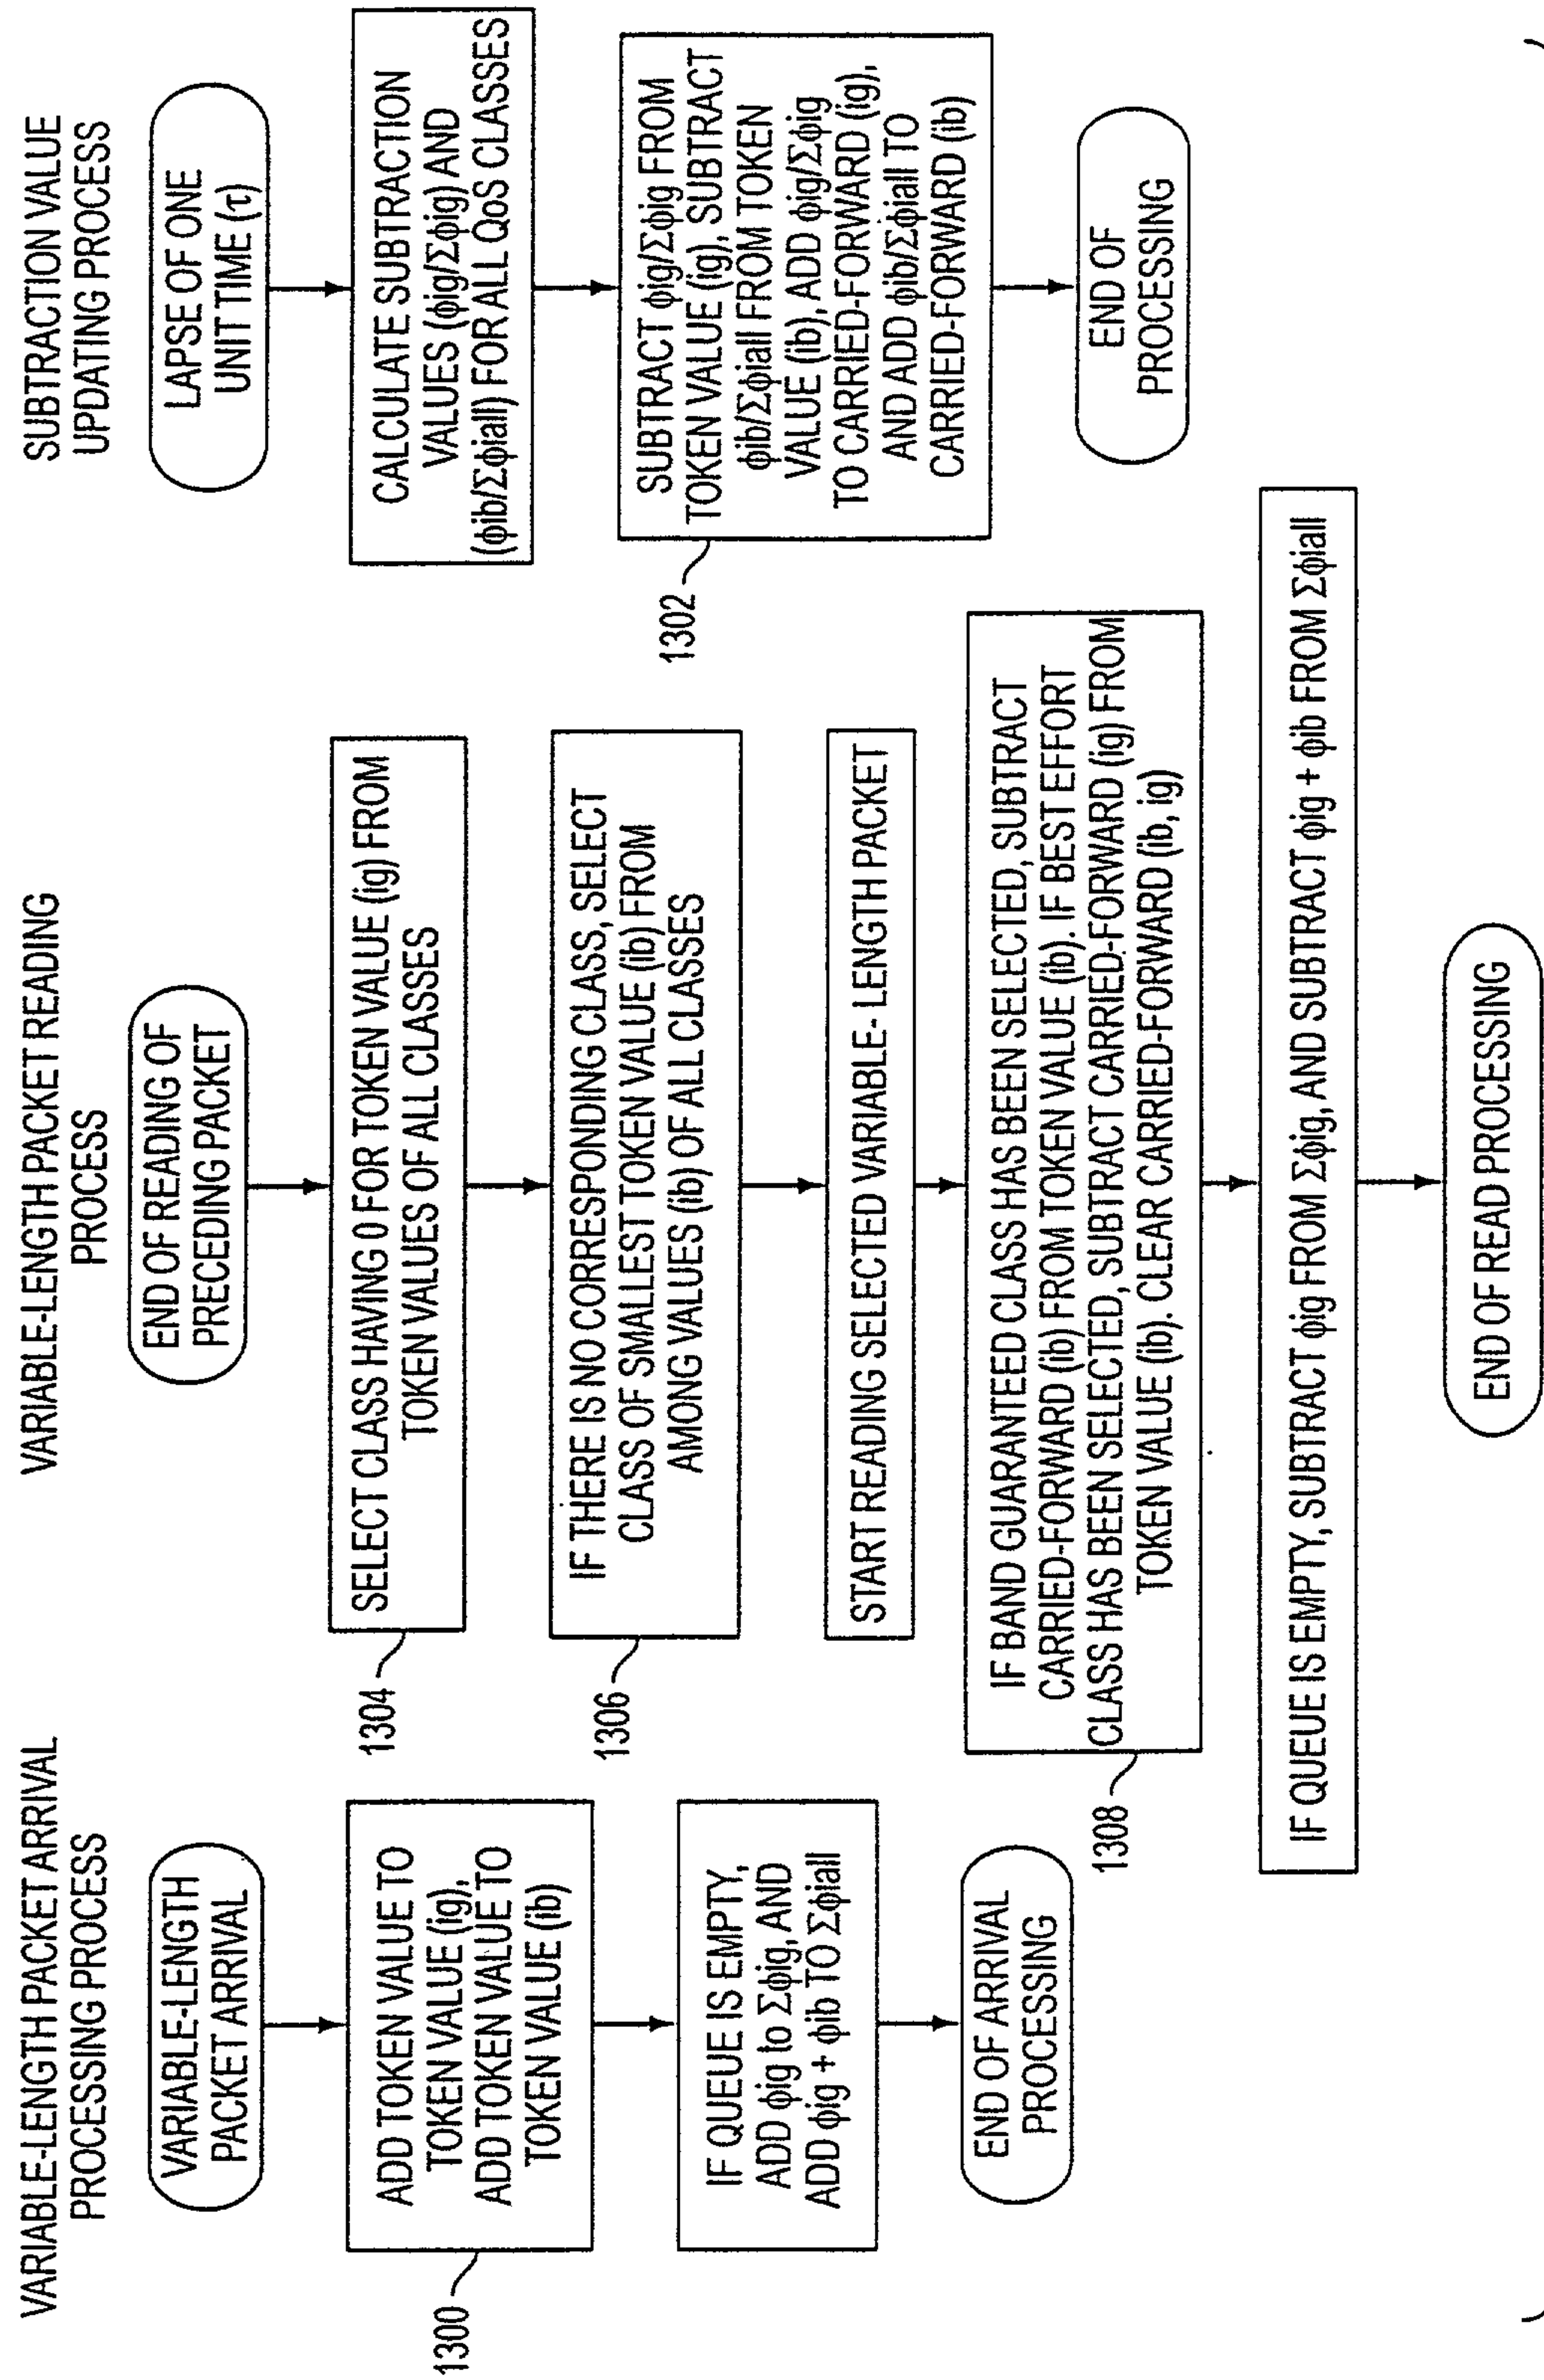 VARIABLE-LENGTH PACKET ARRIVAL
PROCESSING PROCESS
VARIABLE-LENGTH
PACKET ARRIVAL
1300
ADD TOKEN VALUE TO
TOKEN VALUE (ig),
ADD TOKEN VALUE TO
TOKEN VALUE (ib)
IF QUEUE IS EMPTY,
ADD ϕig to Σϕig, AND
ADD ϕig + ϕib TO Σϕiall
END OF ARRIVAL
PROCESSING
VARIABLE-LENGTH PACKET READING
PROCESS
END OF READING OF
PRECEDING PACKET
1304
SELECT CLASS HAVING 0 FOR TOKEN VALUE (ig) FROM
TOKEN VALUES OF ALL CLASSES
1306
IF THERE IS NO CORRESPONDING CLASS, SELECT
CLASS OF SMALLEST TOKEN VALUE (ib) FROM
AMONG VALUES (ib) OF ALL CLASSES
START READING SELECTED VARIABLE- LENGTH PACKET
1308
IF BAND GUARANTEED CLASS HAS BEEN SELECTED, SUBTRACT
CARRIED-FORWARD (ib) FROM TOKEN VALUE (ib). IF BEST EFFORT
CLASS HAS BEEN SELECTED, SUBTRACT CARRIED-FORWARD (ig) FROM
TOKEN VALUE (ib). CLEAR CARRIED-FORWARD (ib, ig)
IF QUEUE IS EMPTY, SUBTRACT ϕig FROM Σϕig, AND SUBTRACT ϕig + ϕib FROM Σϕiall
END OF READ PROCESSING
SUBTRACTION VALUE
UPDATING PROCESS
LAPSE OF ONE
UNIT TIME (τ)
CALCULATE SUBTRACTION
VALUES (ϕig/Σϕig) AND
(ϕib/Σϕiall) FOR ALL QoS CLASSES
1302
SUBTRACT ϕig/Σϕig FROM
TOKEN VALUE (ig), SUBTRACT
ϕib/Σϕiall FROM TOKEN
VALUE (ib), ADD ϕig/Σϕig
TO CARRIED-FORWARD (ig),
AND ADD ϕib/Σϕiall TO
CARRIED-FORWARD (ib)
END OF
PROCESSING